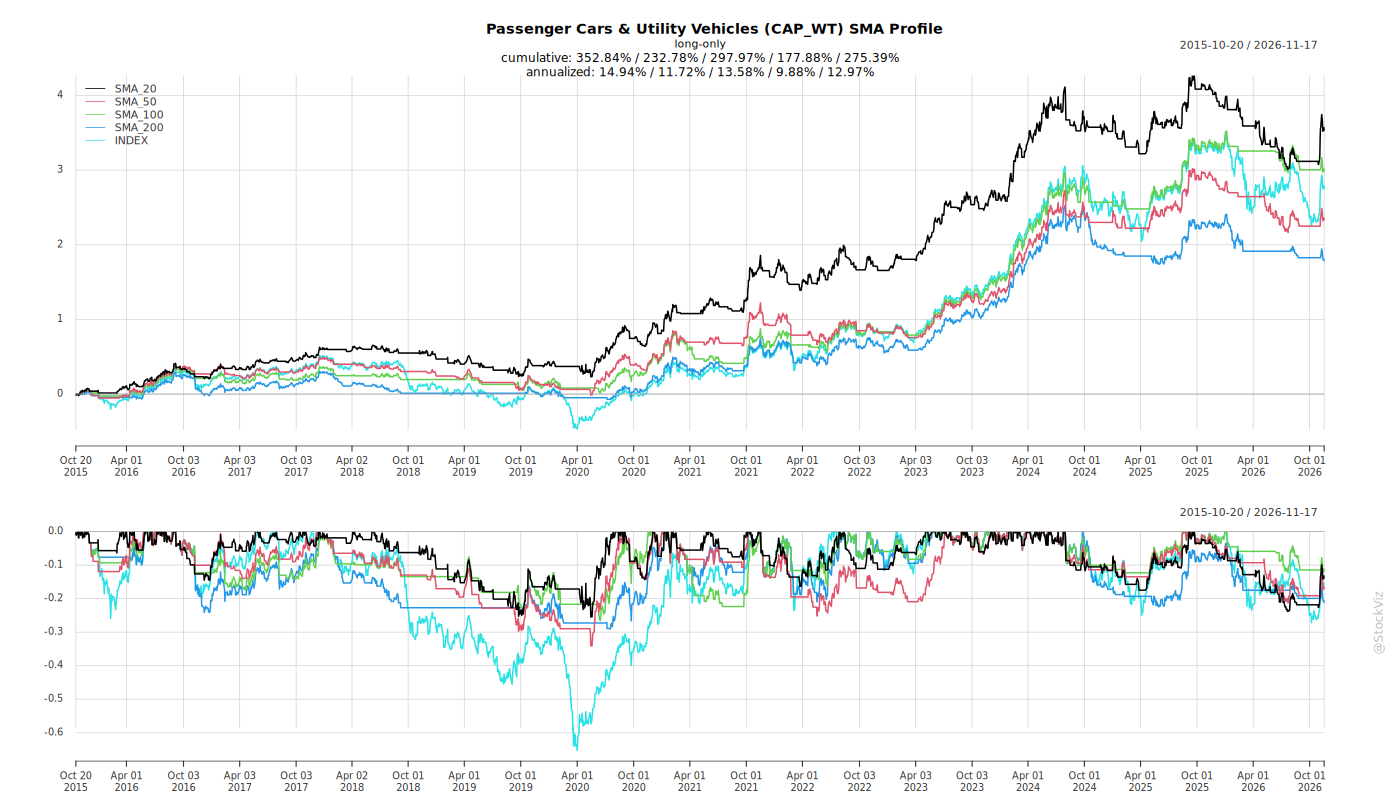 Passenger Cars & Utility Vehicles (CAP_WT) SMA Profile
long-only
cumulative: 352.84% / 232.78% / 297.97% / 177.88% / 275.39%
annualized: 14.94% / 11.72% / 13.58% / 9.88% / 12.97%
2015-10-20 / 2026-11-17
SMA_20
SMA_50
SMA_100
SMA_200
INDEX
4
3
2
1
0
Oct 20 Apr 01 Oct 03 Apr 03 Oct 03 Apr 02 Oct 01 Apr 01 Oct 01 Apr 01 Oct 01 Apr 01 Oct 01 Apr 01 Oct 03 Apr 03 Oct 03 Apr 01 Oct 01 Apr 01 Oct 01 Apr 01 Oct 01
2015 2016 2016 2017 2017 2018 2018 2019 2019 2020 2020 2021 2021 2022 2022 2023 2023 2024 2024 2025 2025 2026 2026
2015-10-20 / 2026-11-17
0.0
-0.1
-0.2
-0.3
-0.4
-0.5
-0.6
Oct 20 Apr 01 Oct 03 Apr 03 Oct 03 Apr 02 Oct 01 Apr 01 Oct 01 Apr 01 Oct 01 Apr 01 Oct 01 Apr 01 Oct 03 Apr 03 Oct 03 Apr 01 Oct 01 Apr 01 Oct 01 Apr 01 Oct 01
2015 2016 2016 2017 2017 2018 2018 2019 2019 2020 2020 2021 2021 2022 2022 2023 2023 2024 2024 2025 2025 2026 2026
@StockViz